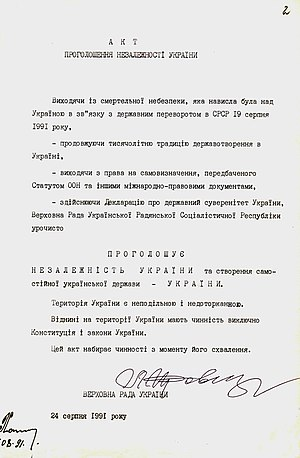 2
А К Т
ПРОГОЛОШЕННЯ НЕЗАЛЕЖНОСТІ УКРАЇНИ
Виходячи із смертельної небезпеки, яка нависла була над
Україною в зв"язку з державним переворотом в СРСР 19 серпня
1991 року,
- продовжуючи тисячолітню традицію державотворення в
Україні,
- виходячи з права на самовизначення, передбаченого
Статутом ООН та іншими міжнародно-правовими документами,
- здійснюючи Декларацію про державний суверенітет України,
Верховна Рада Української Радянської Соціалістичної Республіки
урочисто
П Р О Г О Л О Ш У Є
Н Е З А Л Е Ж Н І С Т Ь   У К Р А Ї Н И та створення само-
стійної української держави - У К Р А Ї Н И.
Територія України є неподільною і недоторканною.
Віднині на території України мають чинність виключно
Конституція і закони України.
Цей акт набирає чинності з моменту його схвалення.
ВЕРХОВНА РАДА УКРАЇНИ
24 серпня 1991 року